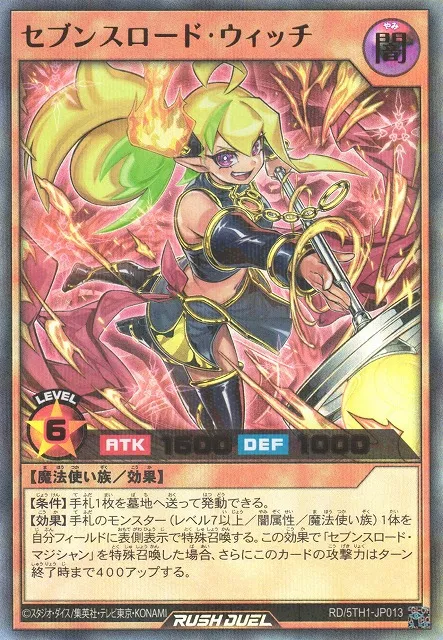 セブンスロード・ウィッチ
やみ
闇
LEVEL
6
ATK 1500 DEF 1000
【魔法使い族/効果】
【条件】手札1枚を墓地へ送って発動できる。
【効果】手札のモンスター(レベル7以上/闇属性/魔法使い族)1体を
自分フィールドに表側表示で特殊召喚する。この効果で「セブンスロード・
マジシャン」を特殊召喚した場合、さらにこのカードの攻撃力はターン
終了時まで400アップする。
©スタジオ・ダイス/集英社・テレビ東京・KONAMI
RUSH DUEL
RD/5TH1-JP013